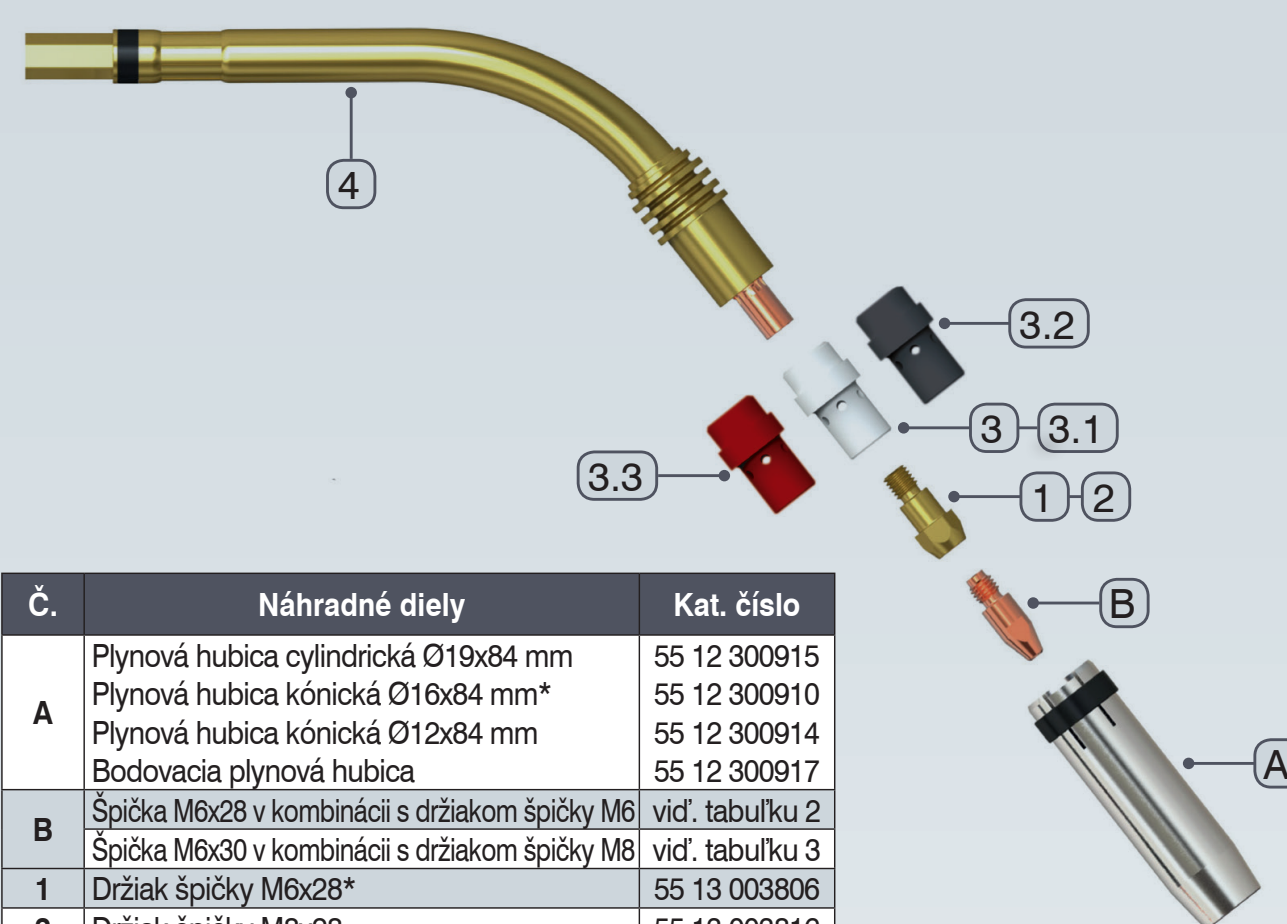 4
3.2
3 3.1
3.3
1 2
B
A
Č. Náhradné diely Kat. číslo
A
Plynová hubica cylindrická Ø19x84 mm 55 12 300915
Plynová hubica kónická Ø16x84 mm* 55 12 300910
Plynová hubica kónická Ø12x84 mm 55 12 300914
Bodovacia plynová hubica 55 12 300917
B
Špička M6x28 v kombinácii s držiakom špičky M6 viď. tabuľku 2
Špička M6x30 v kombinácii s držiakom špičky M8 viď. tabuľku 3
1 Držiak špičky M6x28* 55 13 003806